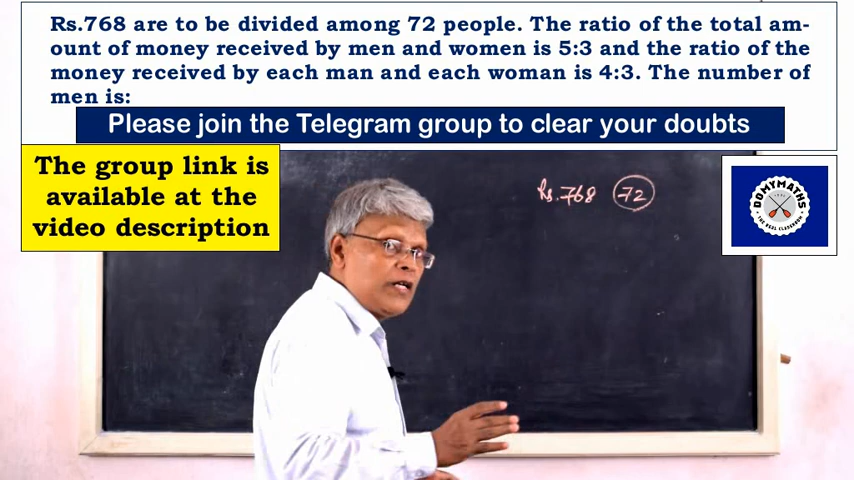 Rs.768 are to be divided among 72 people. The ratio of the total am-
ount of money received by men and women is 5:3 and the ratio of the
money received by each man and each woman is 4:3. The number of
men is:
Please join the Telegram group to clear your doubts
The group link is
available at the
video description
Rs.768 72
DOMYMATHS
THE REAL CLASSROOM